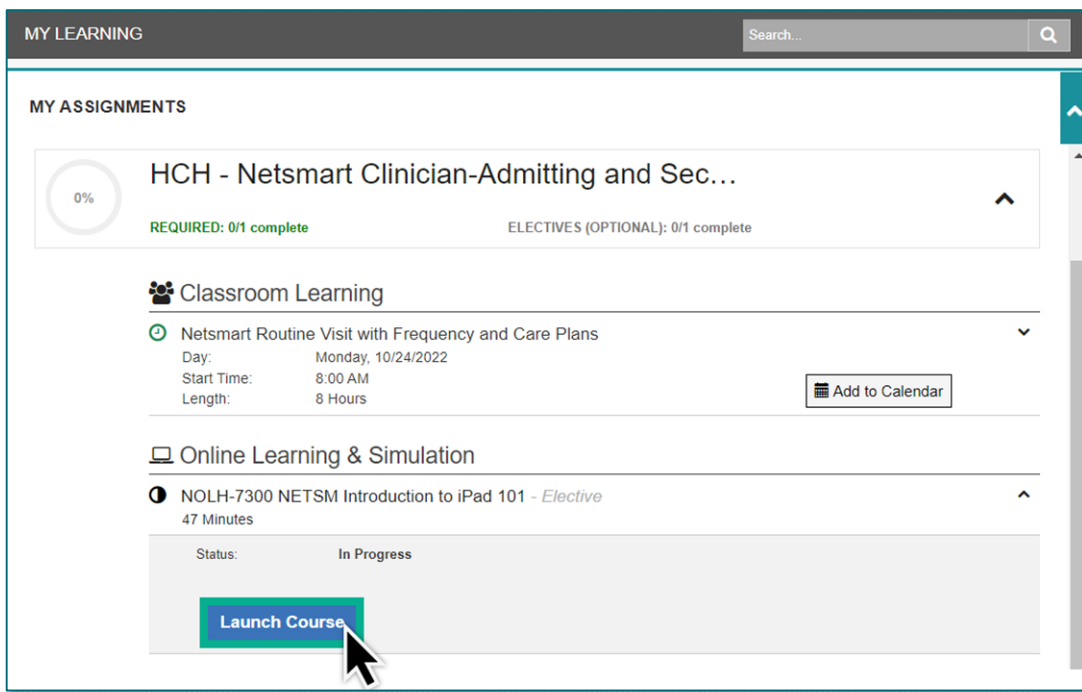 MY LEARNING
Search...
MY ASSIGNMENTS
0%
HCH - Netsmart Clinician-Admitting and Sec...
REQUIRED: 0/1 complete
ELECTIVES (OPTIONAL): 0/1 complete
Classroom Learning
Netsmart Routine Visit with Frequency and Care Plans
Day: Monday, 10/24/2022
Start Time: 8:00 AM
Length: 8 Hours
Add to Calendar
Online Learning & Simulation
NOLH-7300 NETSM Introduction to iPad 101 - Elective
47 Minutes
Status: In Progress
Launch Course